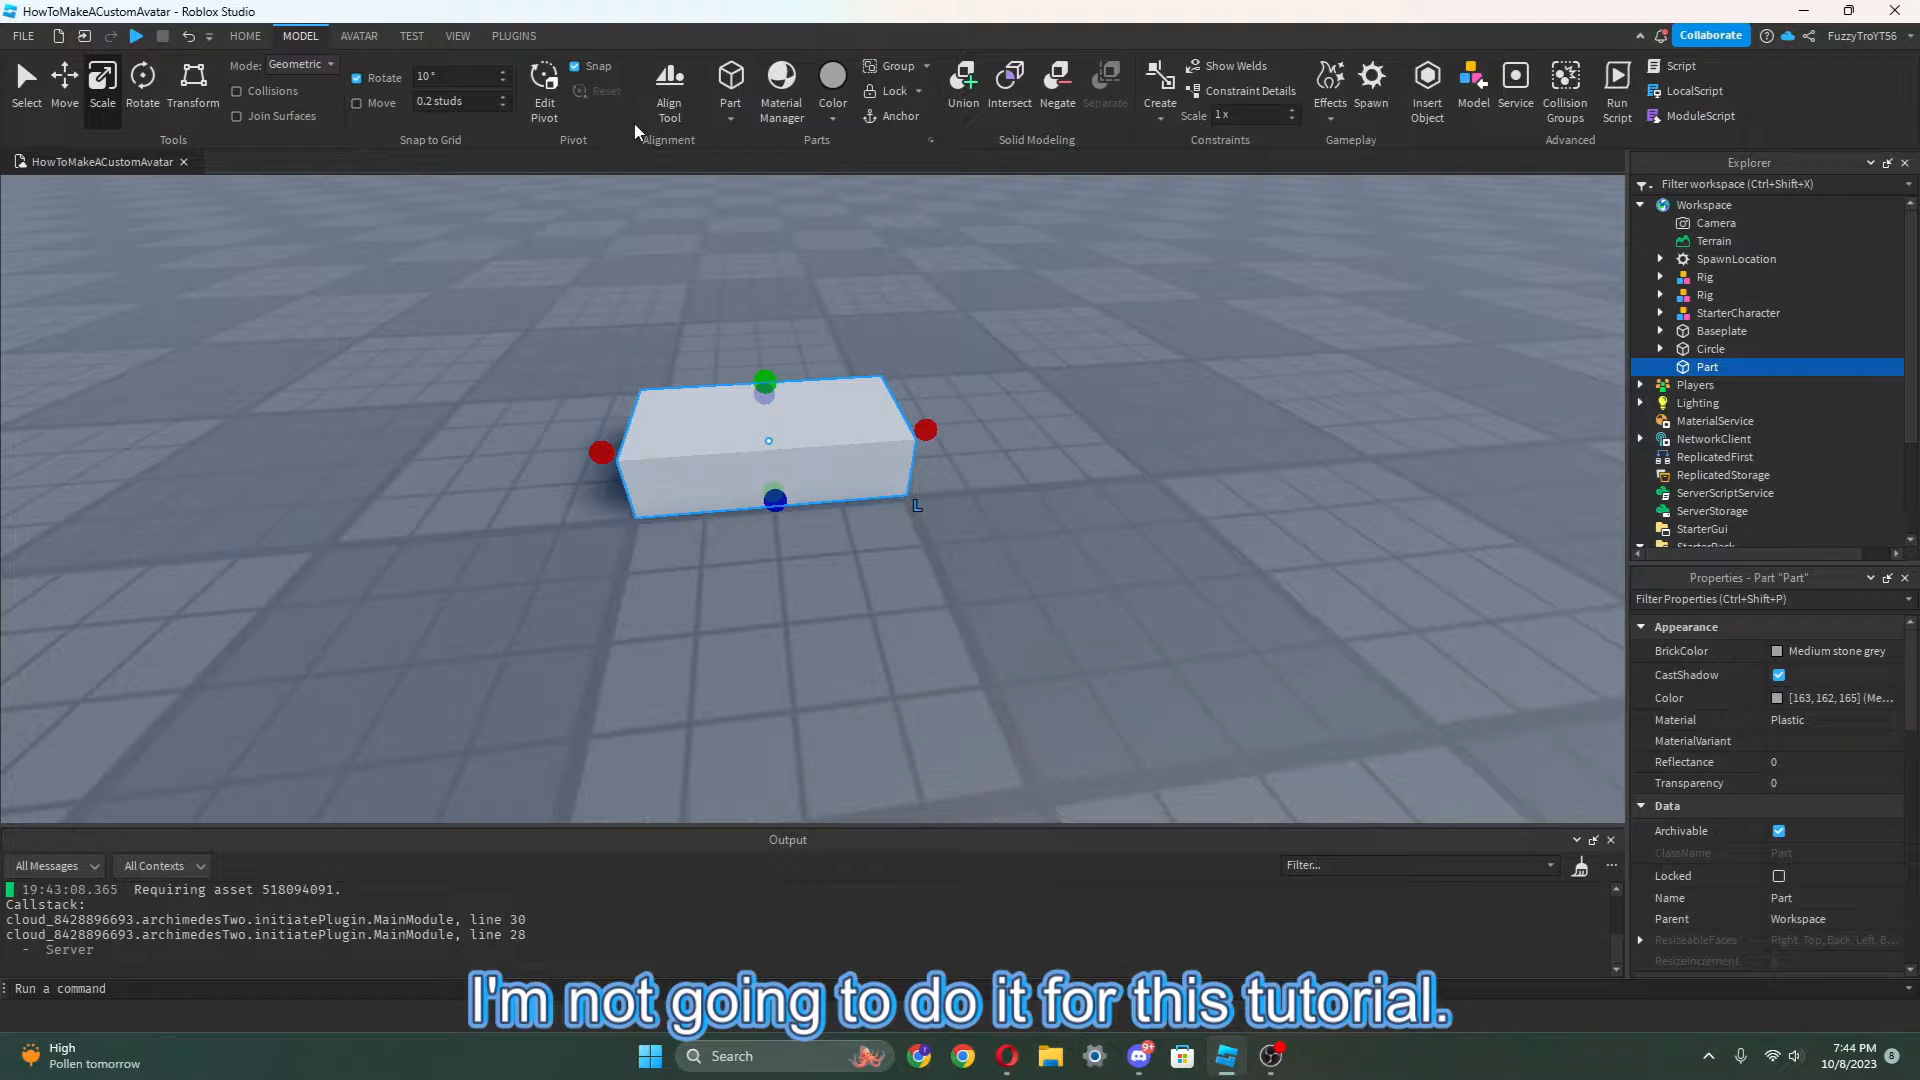 HowToMakeACustomAvatar - Roblox Studio
FILE HOME MODEL AVATAR TEST VIEW PLUGINS Collaborate FuzzyTroYT56
Select Move Scale Rotate Transform
Mode: Geometric
Collisions
Join Surfaces
Tools
Rotate 10°
Move 0.2 studs
Snap to Grid
Edit Pivot
Snap
Reset
Pivot
Align Tool
Alignment
Part
Material Manager
Color
Group
Lock
Anchor
Parts
Union Intersect Negate Separate
Solid Modeling
Create
Show Welds
Constraint Details
Scale 1 x
Constraints
Effects Spawn
Gameplay
Insert Object
Model
Service
Collision Groups
Run Script
Script
LocalScript
ModuleScript
Advanced
HowToMakeACustomAvatar
L
Explorer
Filter workspace (Ctrl+Shift+X)
Workspace
Camera
Terrain
SpawnLocation
Rig
Rig
StarterCharacter
Baseplate
Circle
Part
Players
Lighting
MaterialService
NetworkClient
ReplicatedFirst
ReplicatedStorage
ServerScriptService
ServerStorage
StarterGui
StarterPack
Properties - Part "Part"
Filter Properties (Ctrl+Shift+P)
Appearance
BrickColor Medium stone grey
CastShadow
Color [163, 162, 165] (Me...
Material Plastic
MaterialVariant
Reflectance 0
Transparency 0
Data
Archivable
ClassName Part
Locked
Name Part
Parent Workspace
ResizeableFaces Right, Top, Back, Left, B...
ResizeIncrement
Output
All Messages All Contexts Filter...
19:43:08.365 Requiring asset 518094091.
Callstack:
cloud_8428896693.archimedesTwo.initiatePlugin.MainModule, line 30
cloud_8428896693.archimedesTwo.initiatePlugin.MainModule, line 28
- Server
Run a command
I'm not going to do it for this tutorial.
High
Pollen tomorrow
Search
9+
7:44 PM
10/8/2023
8